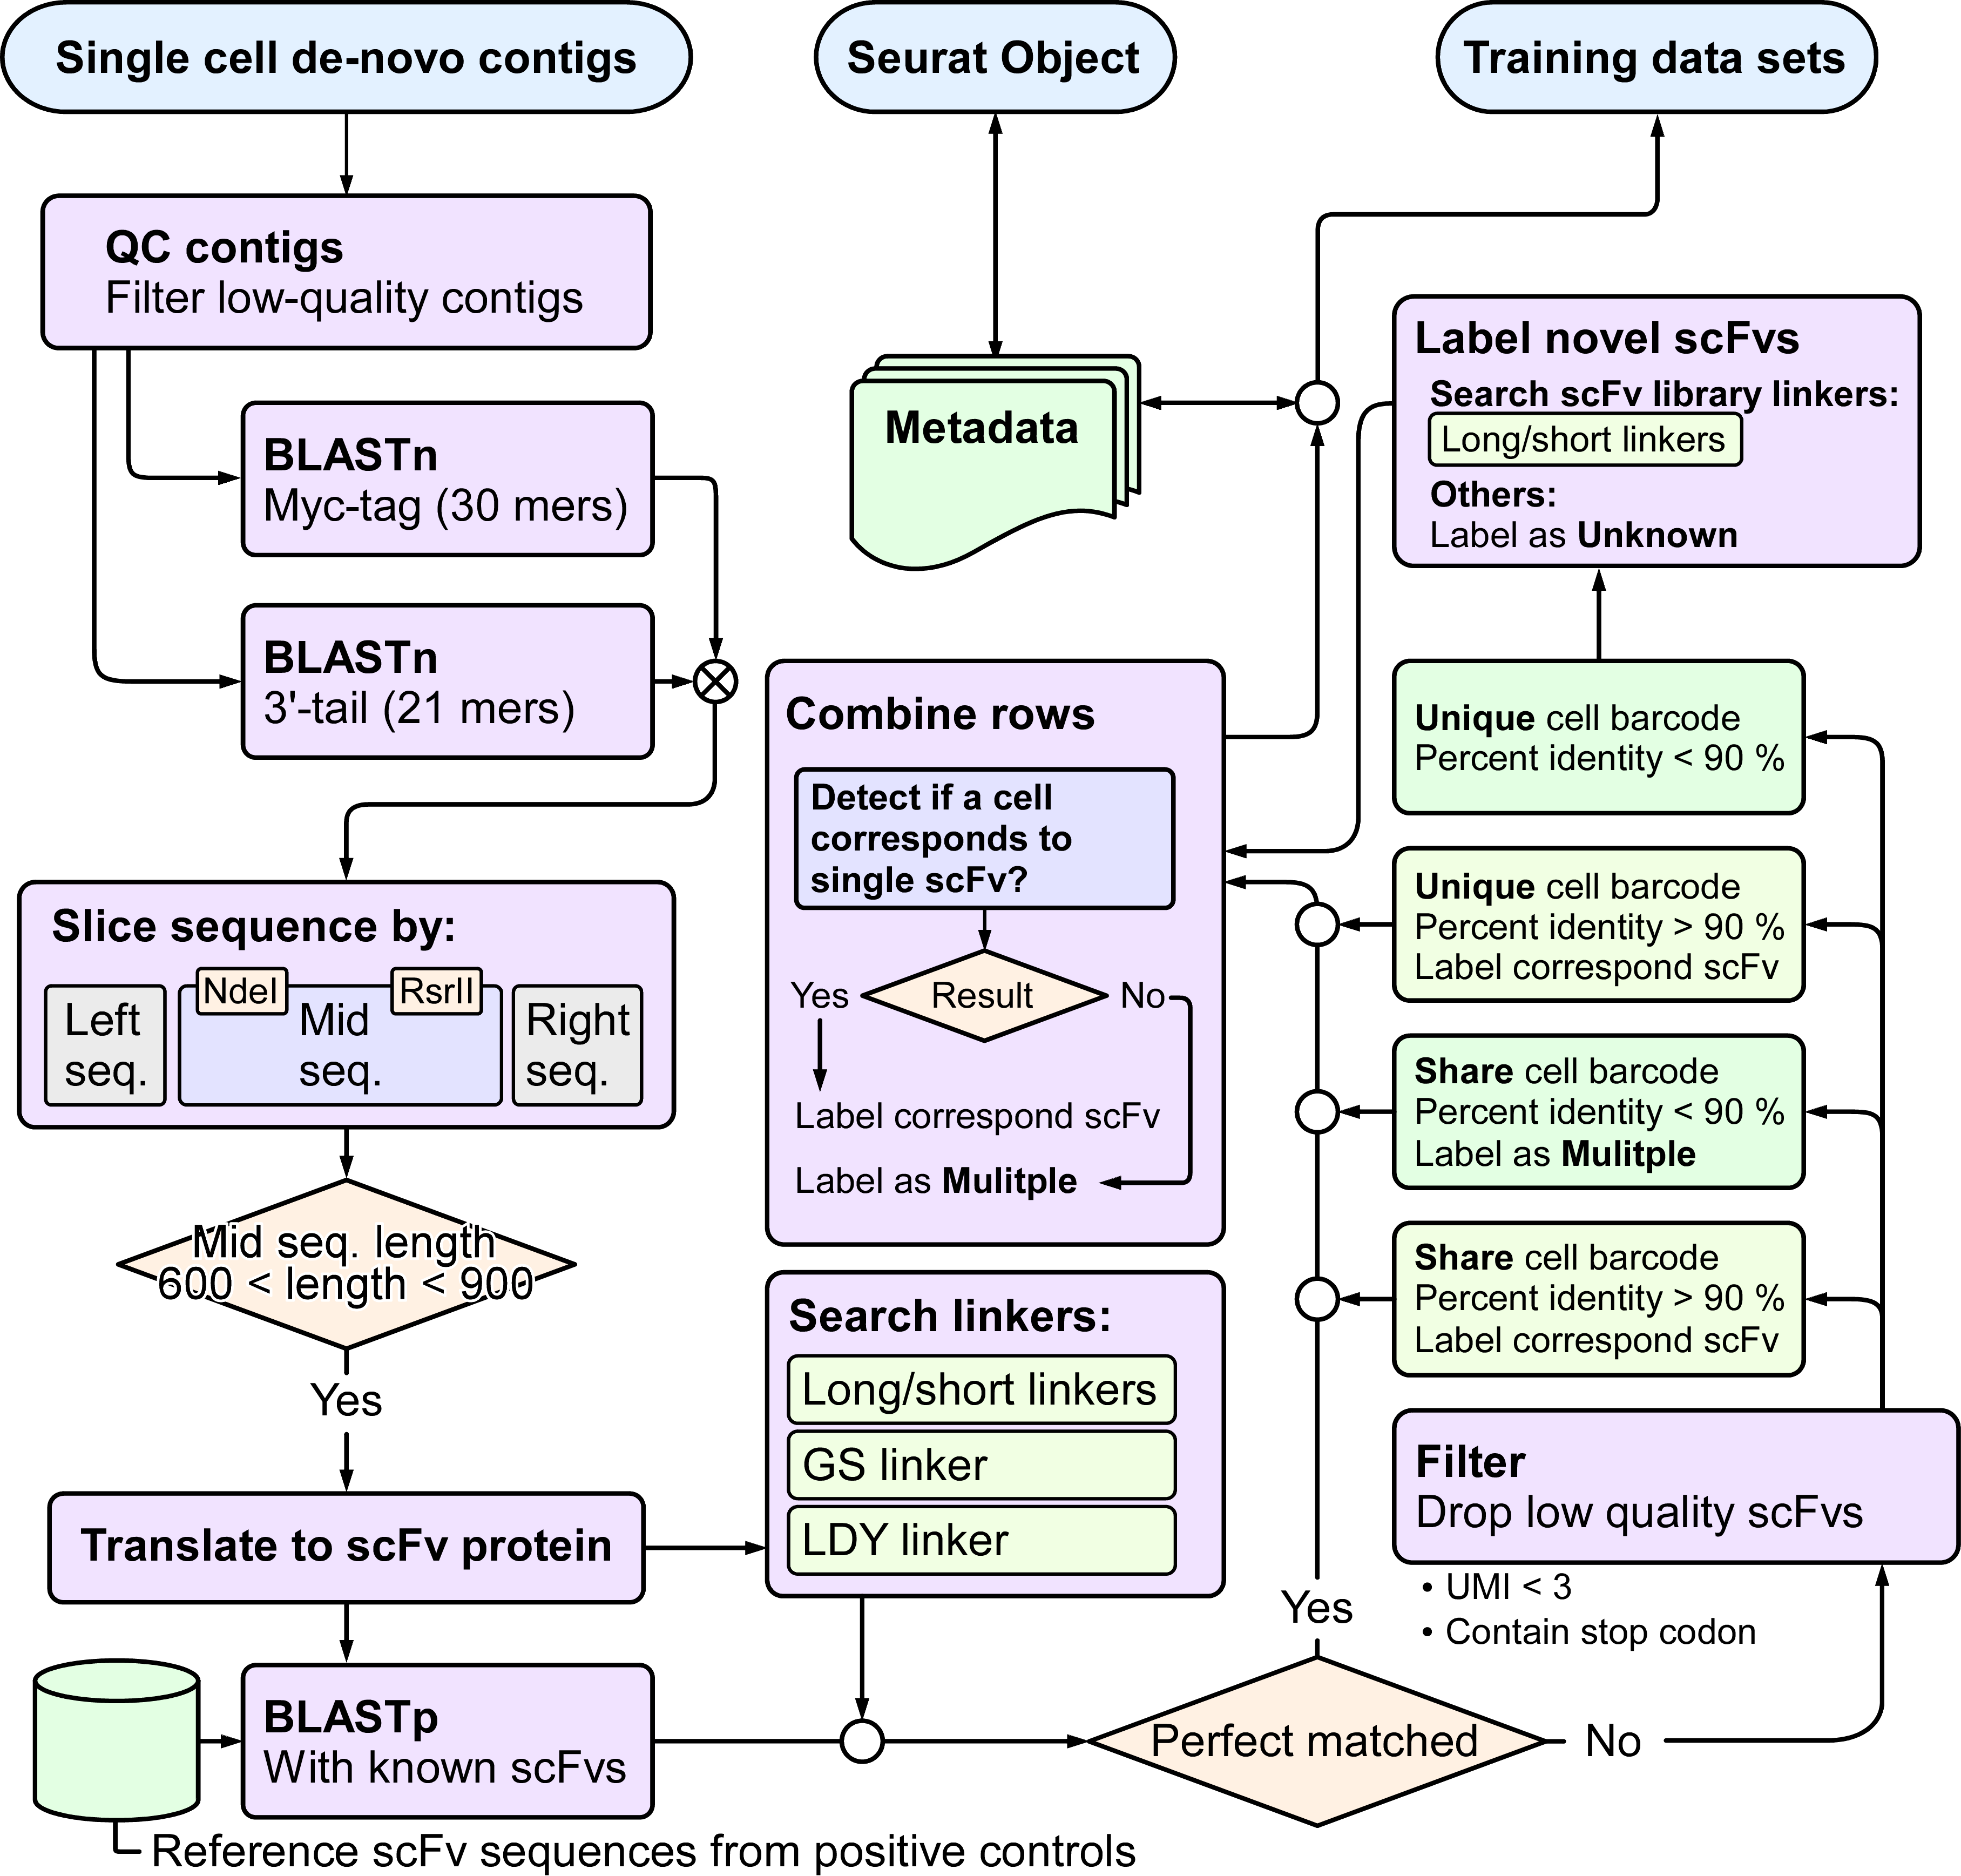 Single cell de-novo contigs
Seurat Object
Training data sets
QC contigs
Filter low-quality contigs
BLASTn
Myc-tag (30 mers)
BLASTn
3'-tail (21 mers)
Slice sequence by:
NdeI
RsrII
Left
seq.
Mid
seq.
Right
seq.
Mid seq. length
600 < length < 900
Yes
Translate to scFv protein
BLASTp
With known scFvs
Reference scFv sequences from positive controls
Metadata
Combine rows
Detect if a cell
corresponds to
single scFv?
Yes
Result
No
Label correspond scFv
Label as Mulitple
Search linkers:
Long/short linkers
GS linker
LDY linker
Perfect matched
Yes
No
Label novel scFvs
Search scFv library linkers:
Long/short linkers
Others:
Label as Unknown
Unique cell barcode
Percent identity < 90 %
Unique cell barcode
Percent identity > 90 %
Label correspond scFv
Share cell barcode
Percent identity < 90 %
Label as Mulitple
Share cell barcode
Percent identity > 90 %
Label correspond scFv
Filter
Drop low quality scFvs
• UMI < 3
• Contain stop codon